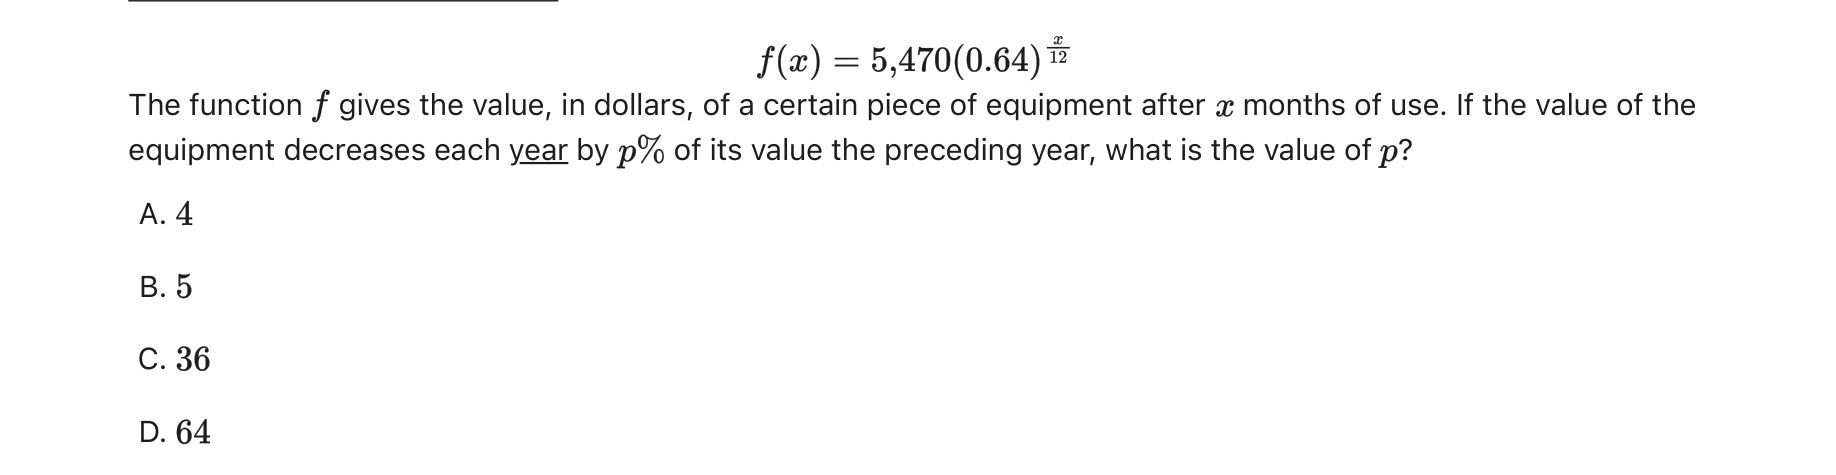 f(x) = 5,470(0.64)^{\frac{x}{12}}
The function f gives the value, in dollars, of a certain piece of equipment after x months of use. If the value of the
equipment decreases each year by p% of its value the preceding year, what is the value of p?
A. 4
B. 5
C. 36
D. 64